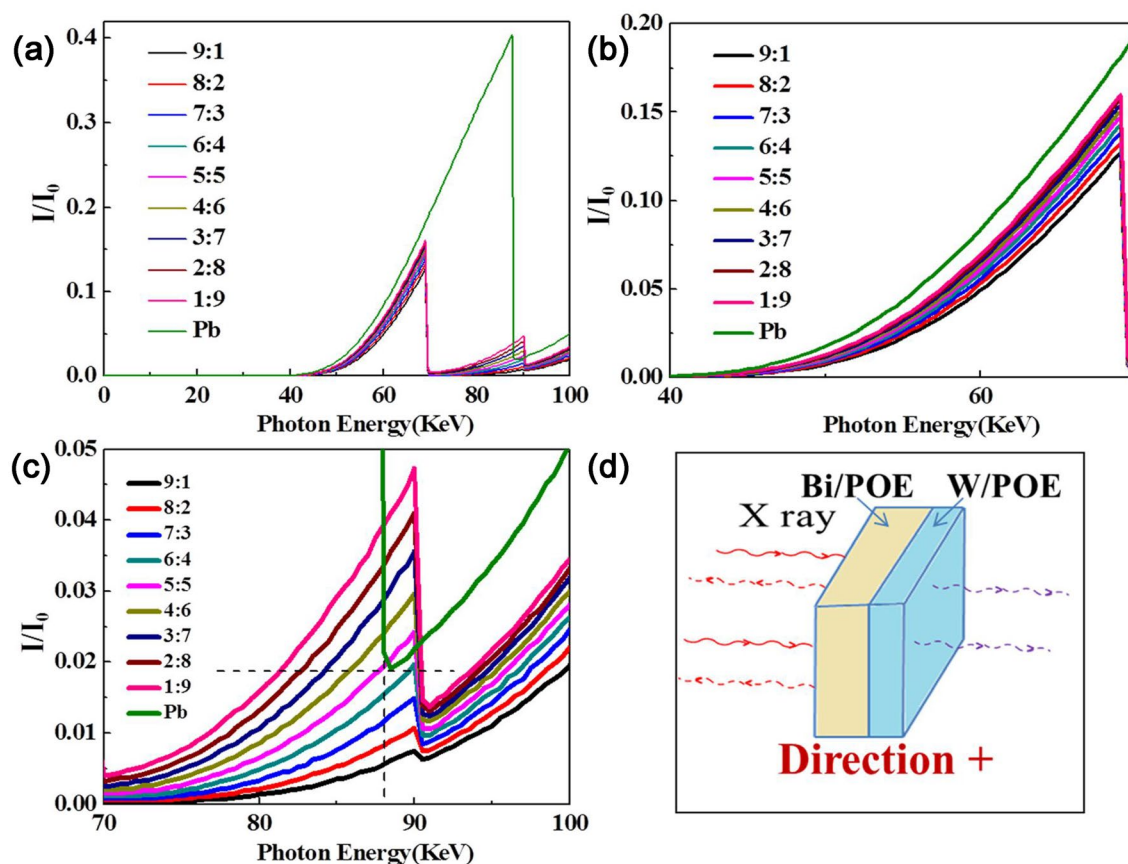 (a)
0.4
0.3
0.2
0.1
0.0
I/I0
9:1
8:2
7:3
6:4
5:5
4:6
3:7
2:8
1:9
Pb
0 20 40 60 80 100
Photon Energy(KeV)
(b)
0.20
0.15
0.10
0.05
0.00
I/I0
9:1
8:2
7:3
6:4
5:5
4:6
3:7
2:8
1:9
Pb
40 60
Photon Energy(KeV)
(c)
0.05
0.04
0.03
0.02
0.01
0.00
I/I0
9:1
8:2
7:3
6:4
5:5
4:6
3:7
2:8
1:9
Pb
70 80 90 100
Photon Energy(KeV)
(d)
Bi/POE W/POE
X ray
Direction +